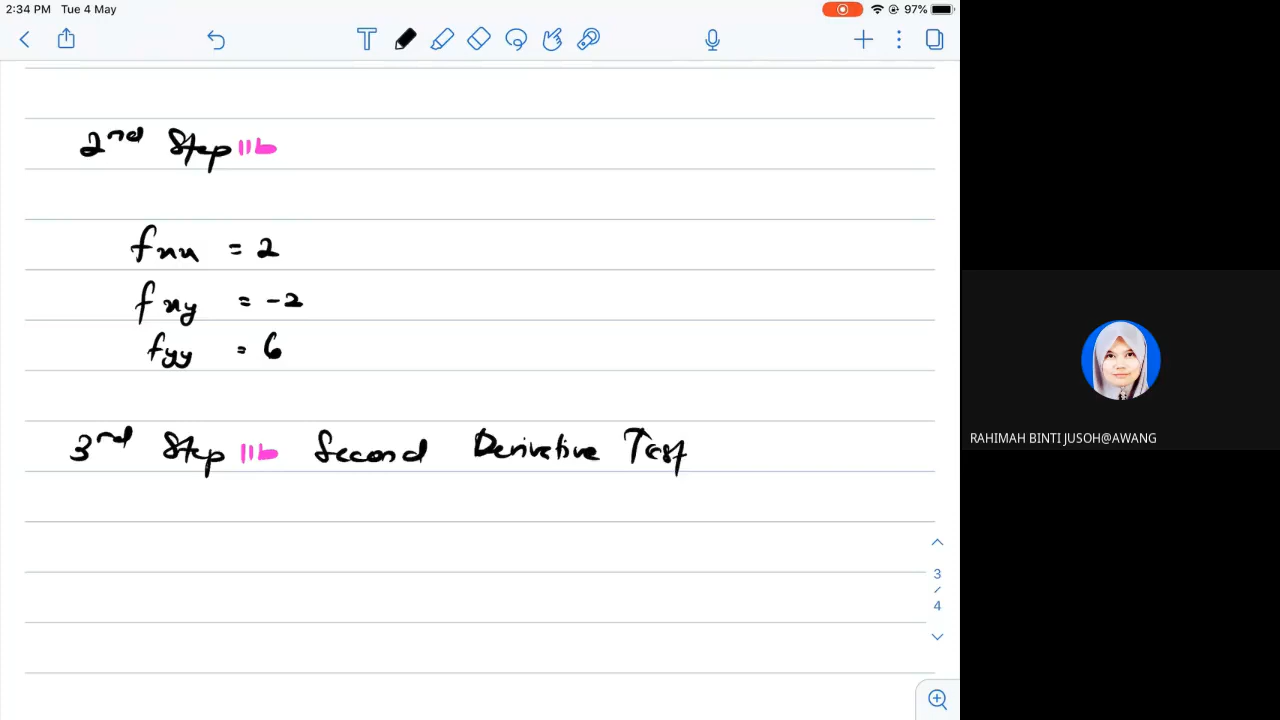 2:34 PM Tue 4 May 97%
2nd Step
fxx = 2
fxy = -2
fyy = 6
3rd Step Second Derivative Test
3
/
4
RAHIMAH BINTI JUSOH@AWANG